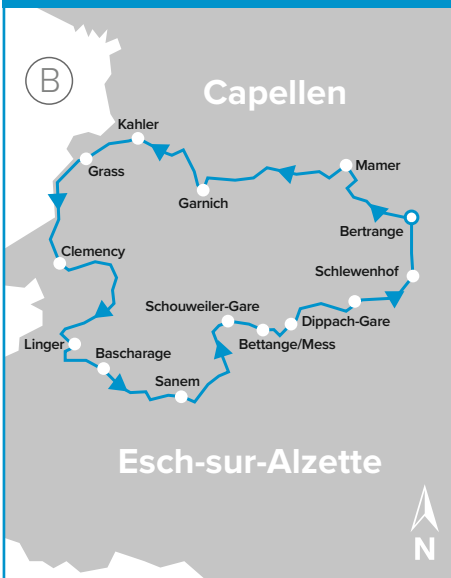 B
Capellen
Kahler
Grass
Mamer
Garnich
Bertrange
Clemency
Schlewenhof
Schouweiler-Gare
Dippach-Gare
Linger
Bettange/Mess
Bascharage
Sanem
Esch-sur-Alzette
N